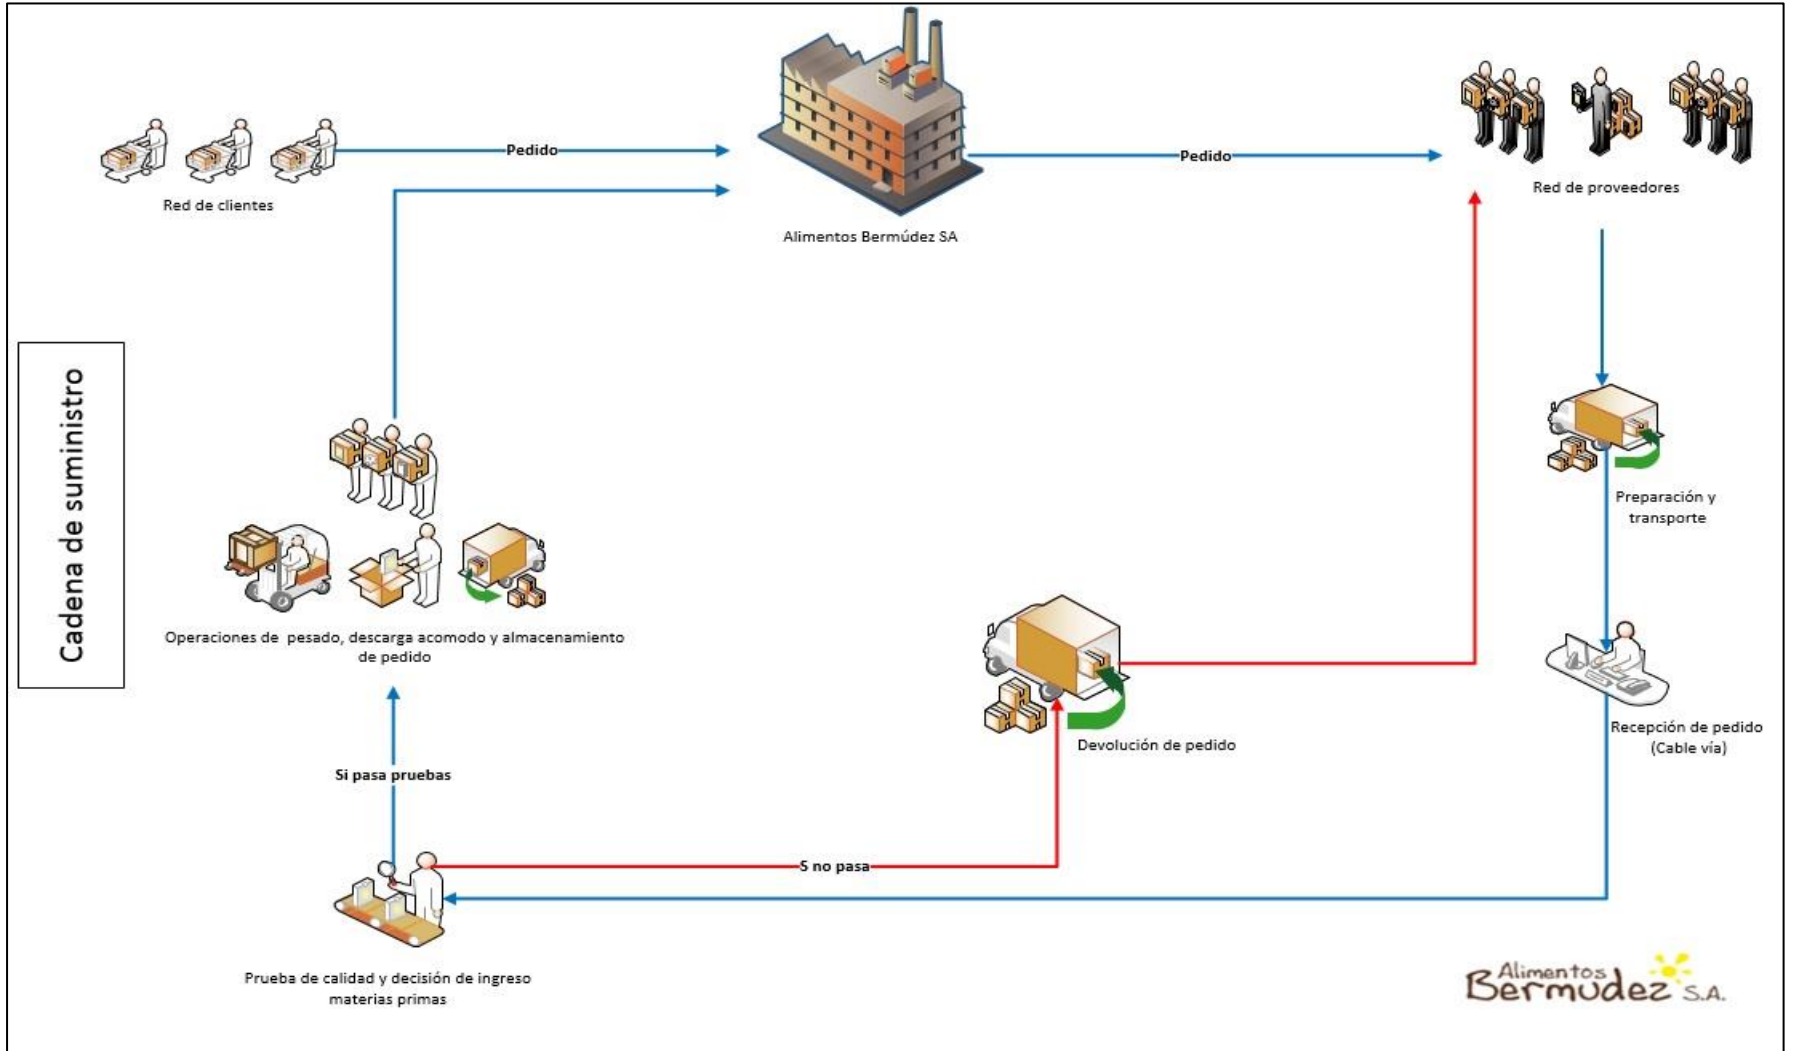 Pedido
Pedido
Red de clientes
Red de proveedores
Alimentos Bermúdez SA
Cadena de suministro
Preparación y
transporte
Operaciones de pesado, descarga acomodo y almacenamiento
de pedido
Recepción de pedido
(Cable vía)
Devolución de pedido
Si pasa pruebas
S no pasa
Prueba de calidad y decisión de ingreso
materias primas
Alimentos
Bermudez S.A.